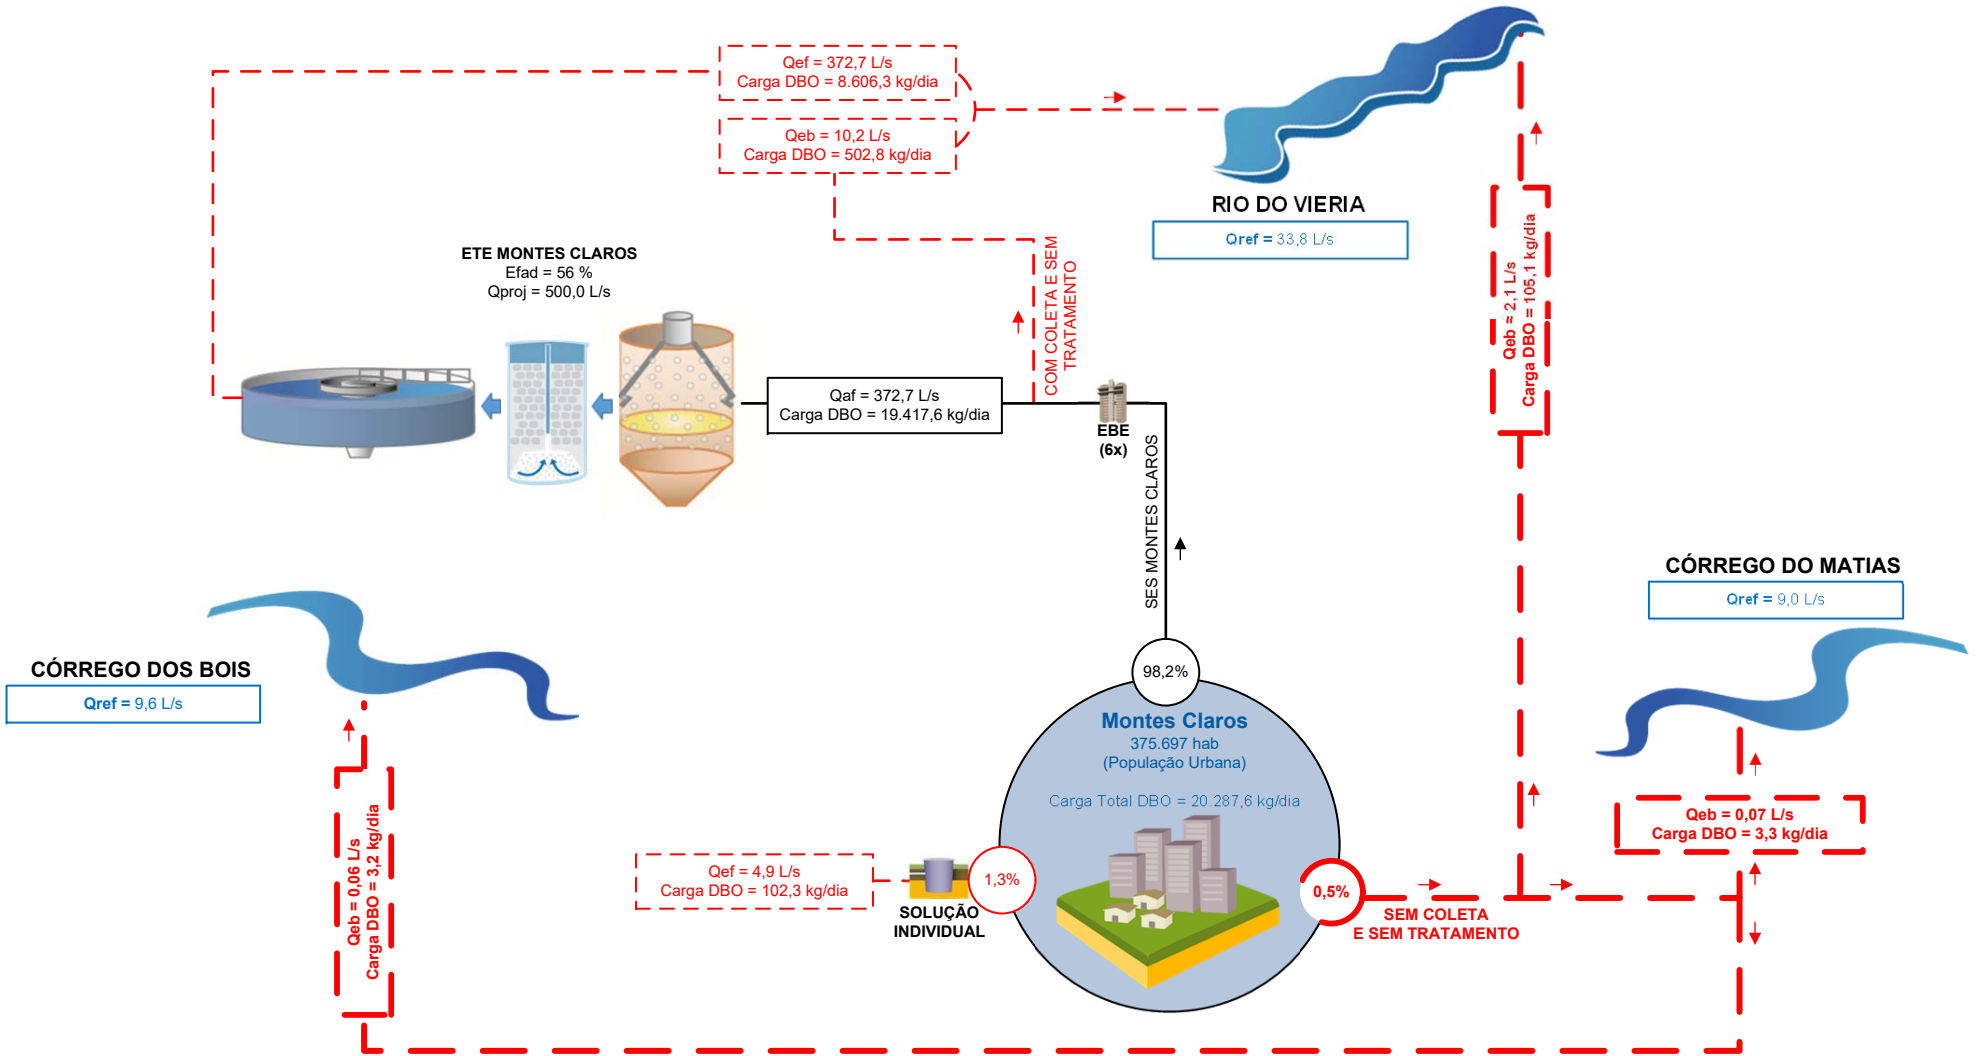 Qef = 372,7 L/s
Carga DBO = 8.606,3 kg/dia
Qeb = 10,2 L/s
Carga DBO = 502,8 kg/dia
RIO DO VIERIA
Qref = 33,8 L/s
Qeb = 2,1 L/s
Carga DBO = 105,1 kg/dia
ETE MONTES CLAROS
Efad = 56 %
Qproj = 500,0 L/s
COM COLETA E SEM
TRATAMENTO
Qaf = 372,7 L/s
Carga DBO = 19.417,6 kg/dia
EBE
(6x)
SES MONTES CLAROS
CÓRREGO DO MATIAS
Qref = 9,0 L/s
CÓRREGO DOS BOIS
Qref = 9,6 L/s
98,2%
Montes Claros
375.697 hab
(População Urbana)
Carga Total DBO = 20.287,6 kg/dia
Qeb = 0,06 L/s
Carga DBO = 3,2 kg/dia
Qeb = 0,07 L/s
Carga DBO = 3,3 kg/dia
Qef = 4,9 L/s
Carga DBO = 102,3 kg/dia
SOLUÇÃO
INDIVIDUAL
1,3%
0,5%
SEM COLETA
E SEM TRATAMENTO